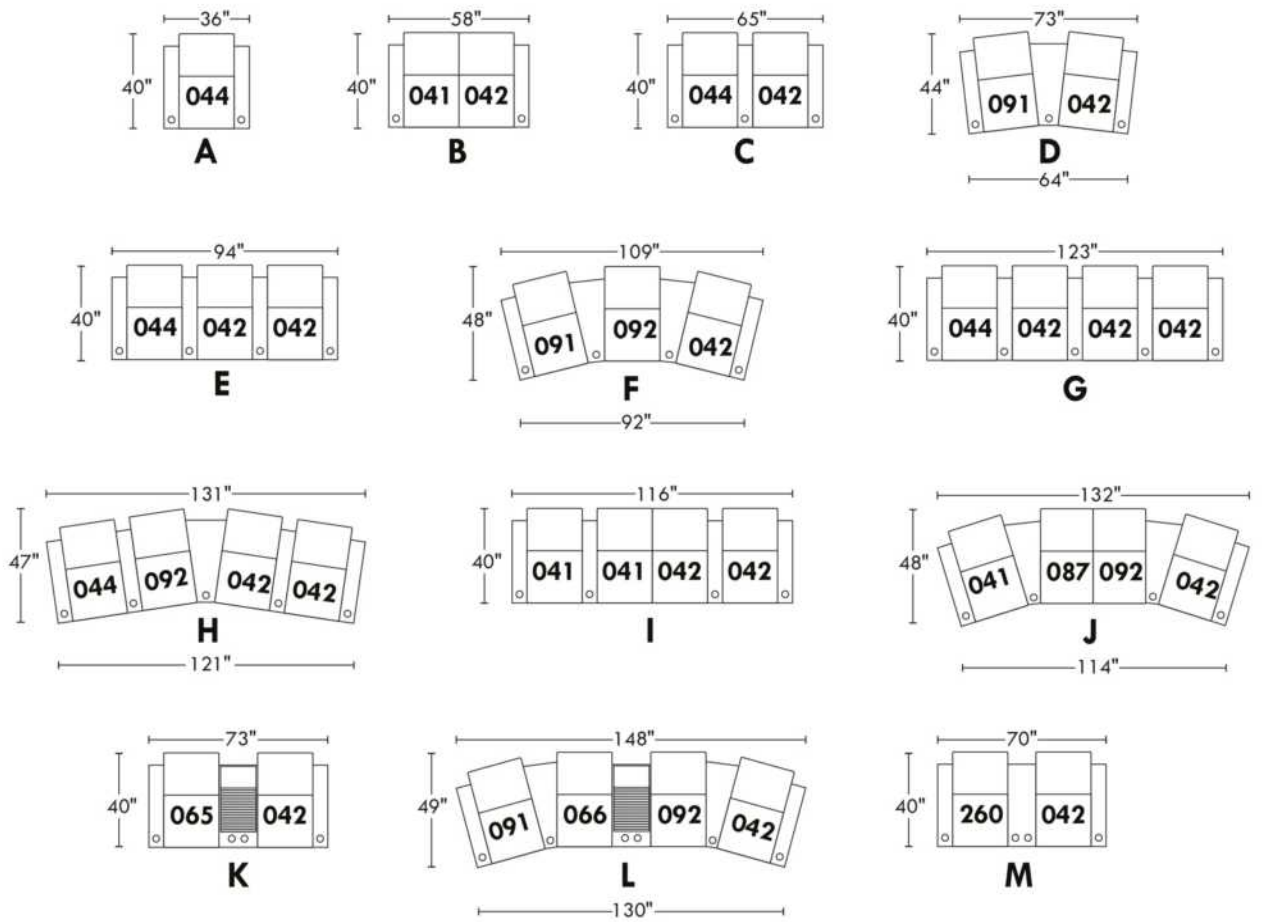 36" 58" 65" 73"
40" 044 40" 041 042 40" 044 042 44" 091 042
A B C D
64"
94" 109" 123"
40" 044 042 042 48" 091 092 042 40" 044 042 042 042
E F G
92"
131" 116" 132"
47" 044 092 042 042 40" 041 041 042 042 48" 041 087 092 042
H I J
121" 114"
73" 148" 70"
40" 065 042 49" 091 066 092 042 40" 260 042
K L M
130"